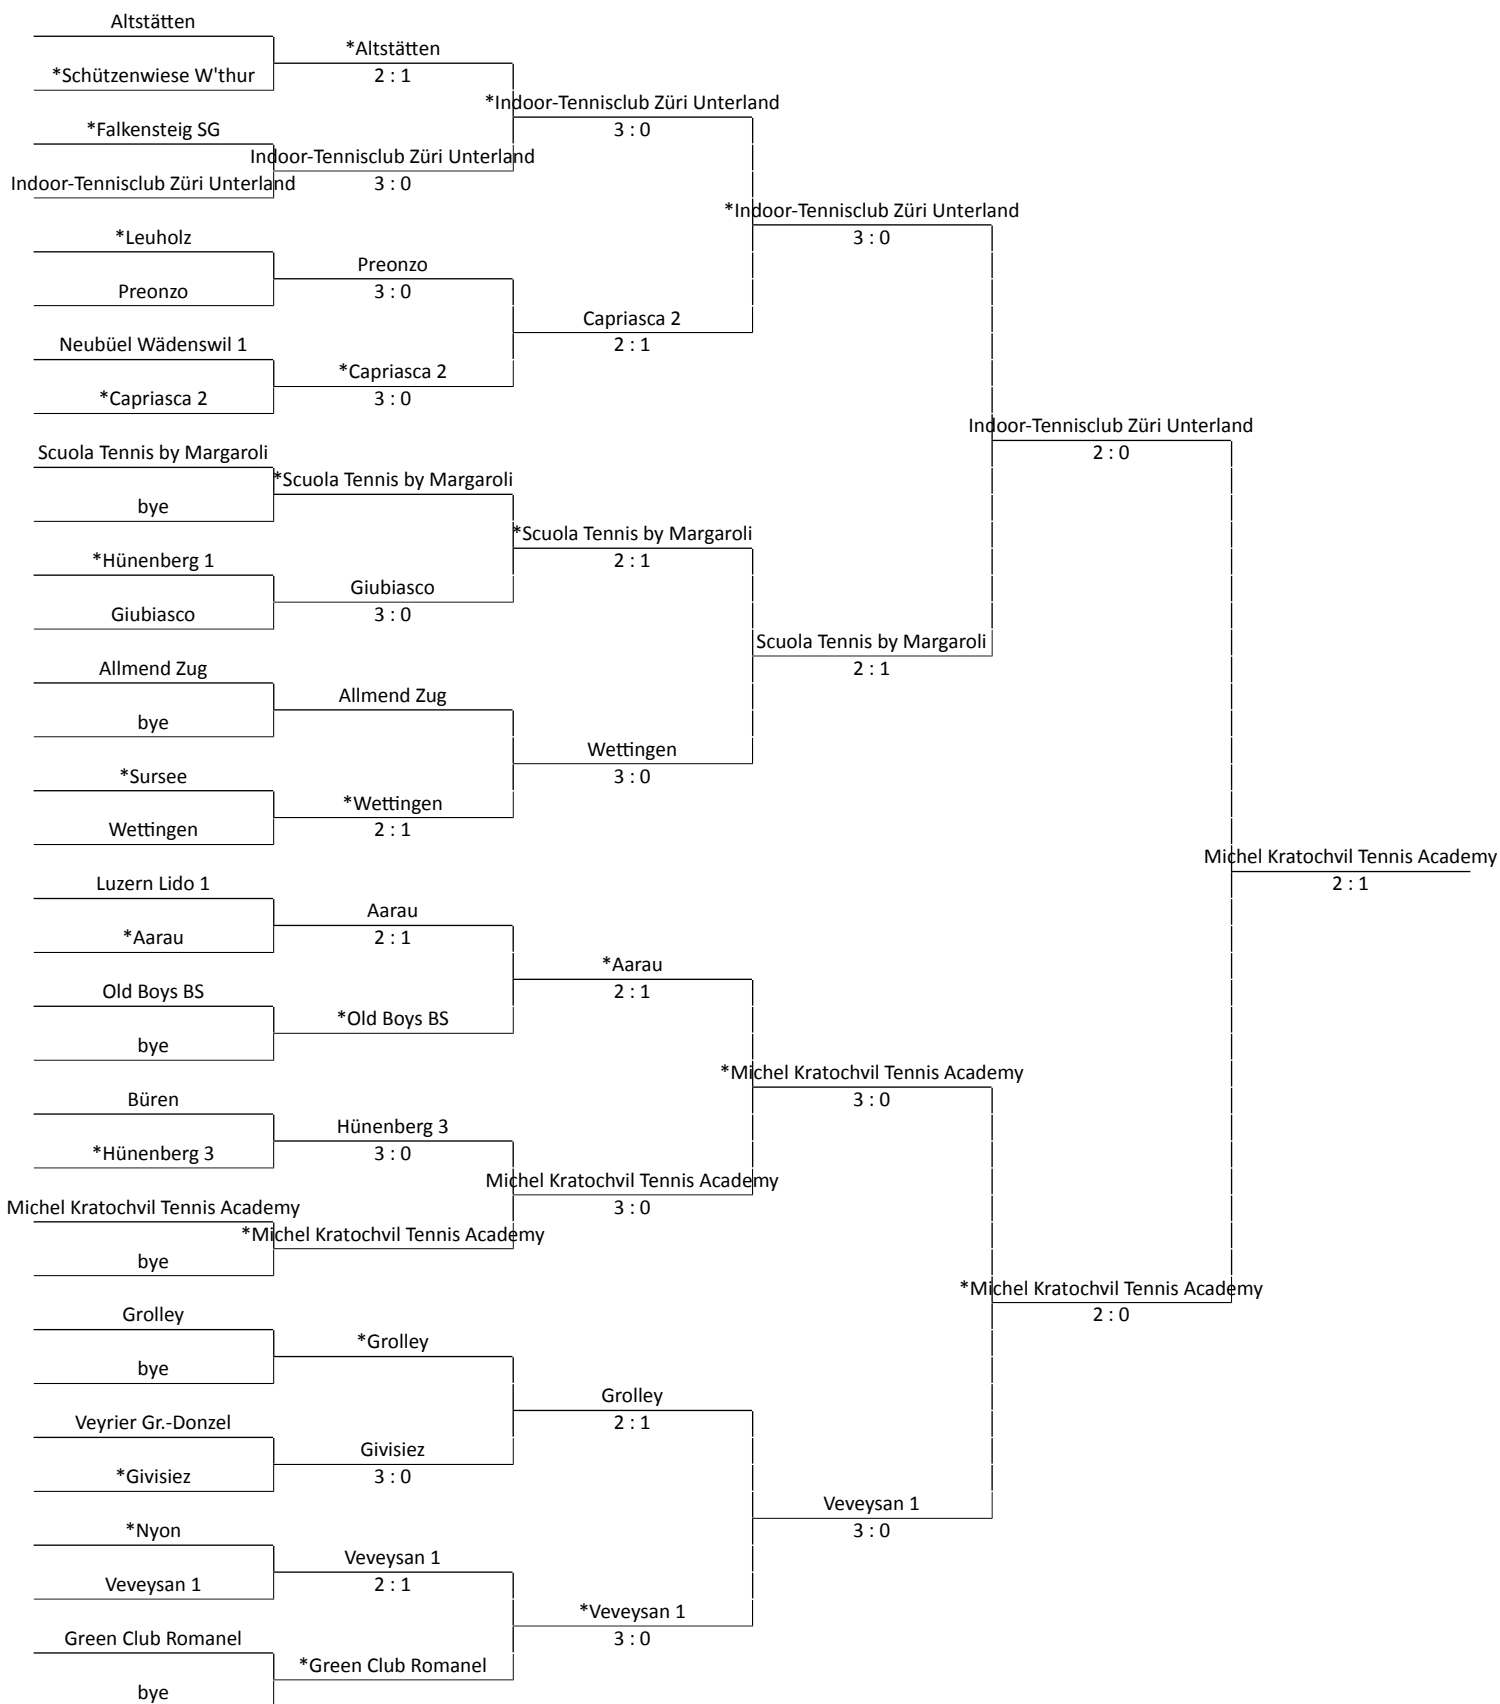 Altstätten
*Schützenwiese W'thur
*Falkensteig SG
Indoor-Tennisclub Züri Unterland
*Leuholz
Preonzo
Neubüel Wädenswil 1
*Capriasca 2
Scuola Tennis by Margaroli
bye
*Hünenberg 1
Giubiasco
Allmend Zug
bye
*Sursee
Wettingen
Luzern Lido 1
*Aarau
Old Boys BS
bye
Büren
*Hünenberg 3
Michel Kratochvil Tennis Academy
bye
Grolley
bye
Veyrier Gr.-Donzel
*Givisiez
*Nyon
Veveysan 1
Green Club Romanel
bye
*Altstätten
2 : 1
Indoor-Tennisclub Züri Unterland
3 : 0
Preonzo
3 : 0
*Capriasca 2
3 : 0
*Scuola Tennis by Margaroli
Giubiasco
3 : 0
Allmend Zug
*Wettingen
2 : 1
Aarau
2 : 1
*Old Boys BS
Hünenberg 3
3 : 0
*Michel Kratochvil Tennis Academy
*Grolley
Givisiez
3 : 0
Veveysan 1
2 : 1
*Green Club Romanel
*Indoor-Tennisclub Züri Unterland
3 : 0
Capriasca 2
2 : 1
*Scuola Tennis by Margaroli
2 : 1
Wettingen
3 : 0
*Aarau
2 : 1
Michel Kratochvil Tennis Academy
3 : 0
Grolley
2 : 1
*Veveysan 1
3 : 0
*Indoor-Tennisclub Züri Unterland
3 : 0
Scuola Tennis by Margaroli
2 : 1
*Michel Kratochvil Tennis Academy
3 : 0
Veveysan 1
3 : 0
Indoor-Tennisclub Züri Unterland
2 : 0
*Michel Kratochvil Tennis Academy
2 : 0
Michel Kratochvil Tennis Academy
2 : 1